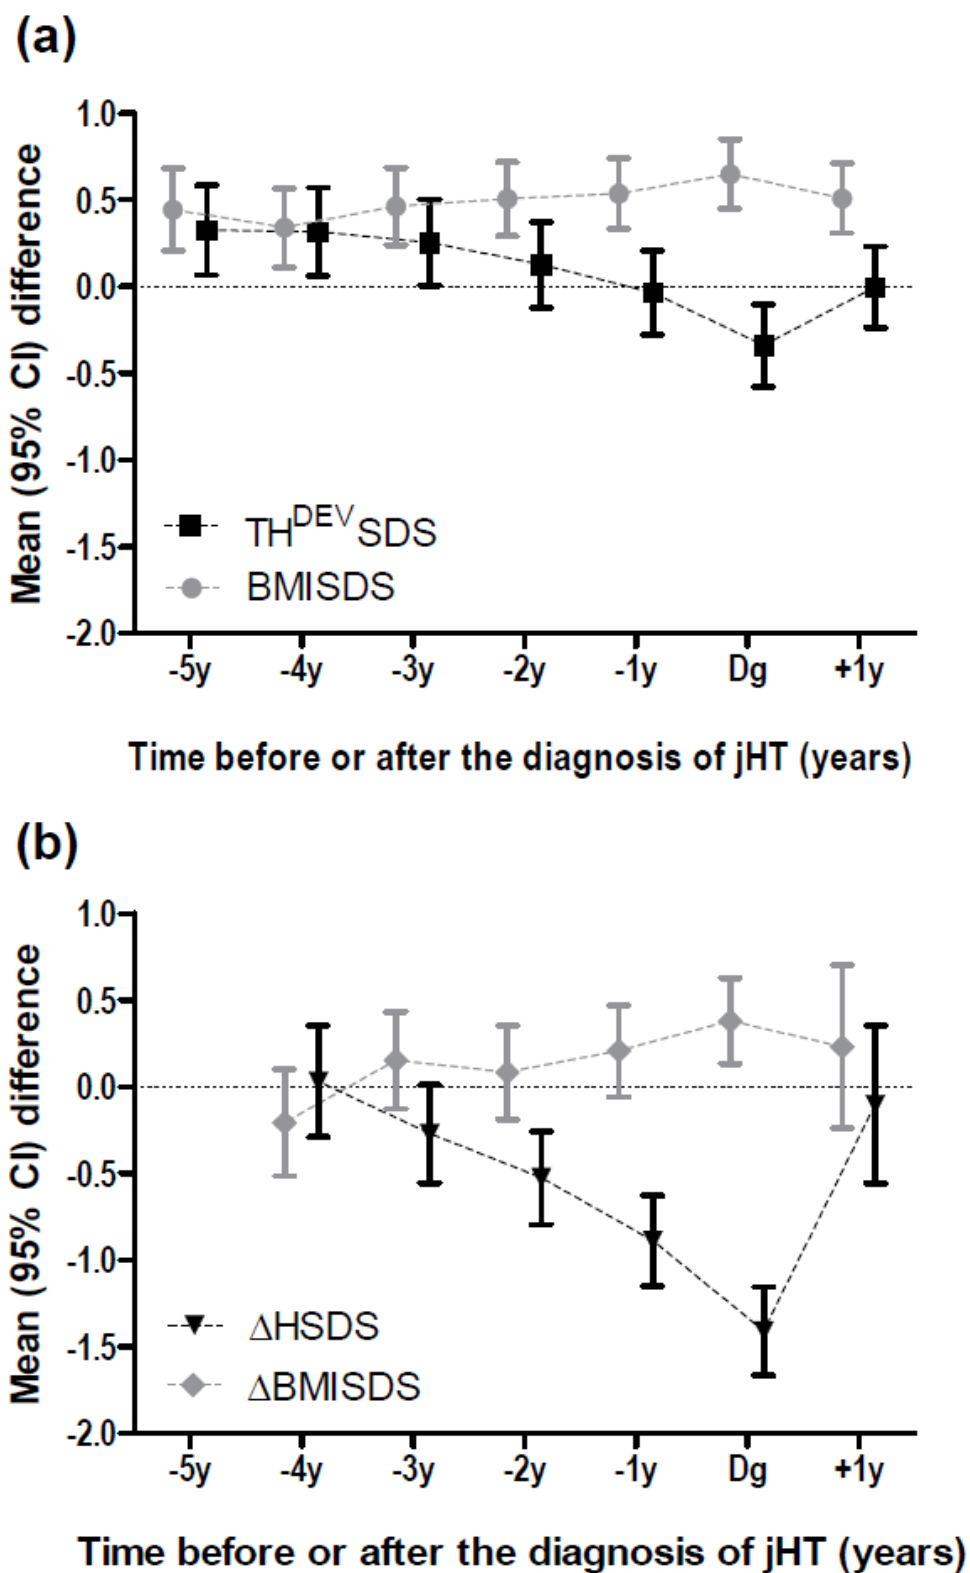 (a)
Mean (95% CI) difference
1.0
0.5
0.0
-0.5
-1.0
-1.5
-2.0
TH^DEV SDS
BMISDS
-5y -4y -3y -2y -1y Dg +1y
Time before or after the diagnosis of jHT (years)
(b)
Mean (95% CI) difference
1.0
0.5
0.0
-0.5
-1.0
-1.5
-2.0
ΔHSDS
ΔBMISDS
-5y -4y -3y -2y -1y Dg +1y
Time before or after the diagnosis of jHT (years)